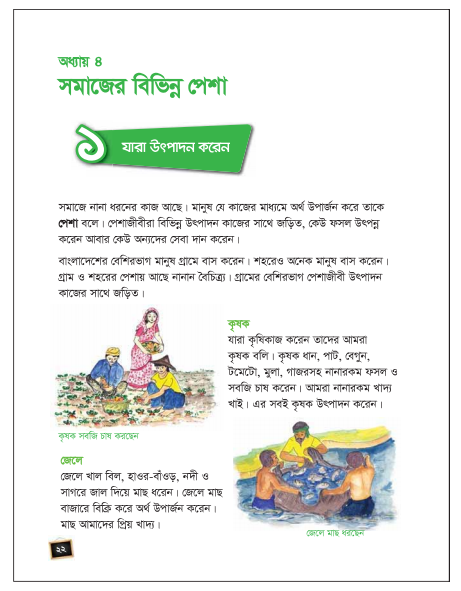 অধ্যায় ৪
সমাজের বিভিন্ন পেশা
১ যারা উৎপাদন করেন
সমাজে নানা ধরনের কাজ আছে। মানুষ যে কাজের মাধ্যমে অর্থ উপার্জন করে তাকে
পেশা বলে। পেশাজীবীরা বিভিন্ন উৎপাদন কাজের সাথে জড়িত, কেউ ফসল উৎপন্ন
করেন আবার কেউ অন্যদের সেবা দান করেন।
বাংলাদেশের বেশিরভাগ মানুষ গ্রামে বাস করেন। শহরেও অনেক মানুষ বাস করেন।
গ্রাম ও শহরের পেশায় আছে নানান বৈচিত্র্য। গ্রামের বেশিরভাগ পেশাজীবী উৎপাদন
কাজের সাথে জড়িত।
কৃষক
যারা কৃষিকাজ করেন তাদের আমরা
কৃষক বলি। কৃষক ধান, পাট, বেগুন,
টমেটো, মুলা, গাজরসহ নানারকম ফসল ও
সবজি চাষ করেন। আমরা নানারকম খাদ্য
খাই। এর সবই কৃষক উৎপাদন করেন।
কৃষক সবজি চাষ করছেন
জেলে
জেলে খাল বিল, হাওর-বাঁওড়, নদী ও
সাগরে জাল দিয়ে মাছ ধরেন। জেলে মাছ
বাজারে বিক্রি করে অর্থ উপার্জন করেন।
মাছ আমাদের প্রিয় খাদ্য।
জেলে মাছ ধরছেন
২২